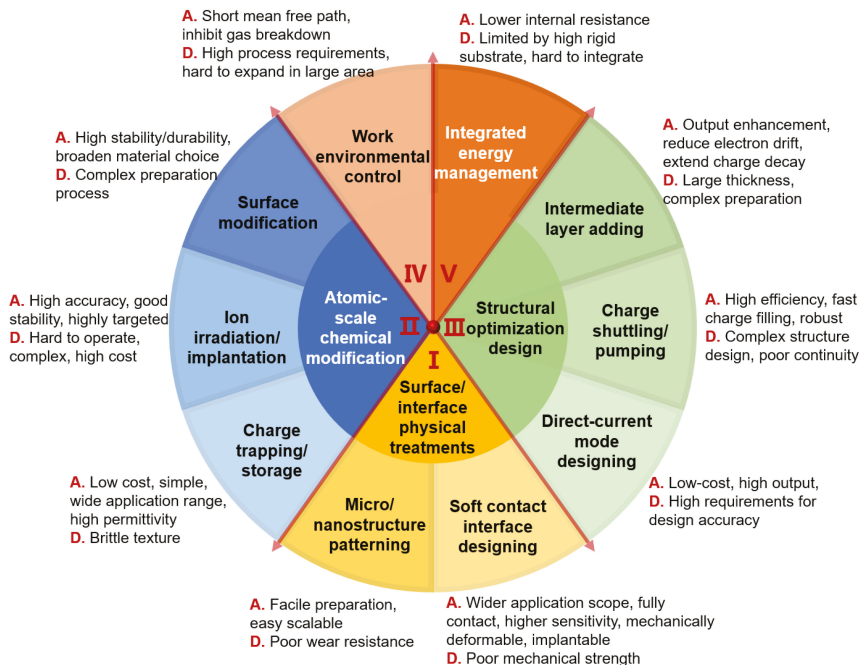 A. Short mean free path,
inhibit gas breakdown
D. High process requirements,
hard to expand in large area
A. Lower internal resistance
D. Limited by high rigid
substrate, hard to integrate
A. High stability/durability,
broaden material choice
D. Complex preparation
process
A. Output enhancement,
reduce electron drift,
extend charge decay
D. Large thickness,
complex preparation
Work
environmental
control
Integrated
energy
management
Surface
modification
Intermediate
layer adding
IV
V
A. High accuracy, good
stability, highly targeted
D. Hard to operate,
complex, high cost
Ion
irradiation/
implantation
Atomic-
scale
chemical
modification
II
III
Structural
optimization
design
Charge
shuttling/
pumping
A. High efficiency, fast
charge filling, robust
D. Complex structure
design, poor continuity
I
Surface/
interface
physical
treatments
Charge
trapping/
storage
Direct-current
mode
designing
A. Low cost, simple,
wide application range,
high permittivity
D. Brittle texture
A. Low-cost, high output,
D. High requirements for
design accuracy
Micro/
nanostructure
patterning
Soft contact
interface
designing
A. Facile preparation,
easy scalable
D. Poor wear resistance
A. Wider application scope, fully
contact, higher sensitivity, mechanically
deformable, implantable
D. Poor mechanical strength